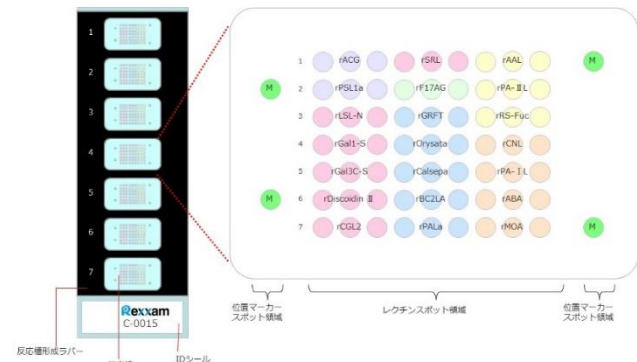 1
2
3
4
5
6
7
Rexxam
C-0015
反応槽形成ラバー
IDシール
1 rACG rSRL rAAL M
M 2 rPSL1a rF17AG rPA-ⅡL
3 rLSL-N rGRFT rRS-Fuc
4 rGal1-S rOrysata rCNL
5 rGal3C-S rCalsepa rPA-ⅠL
M 6 rDiscoidin Ⅱ rBC2LA rABA
7 rCGL2 rPALa rMOA M
位置マーカー
スポット領域
レクチンスポット領域
位置マーカー
スポット領域